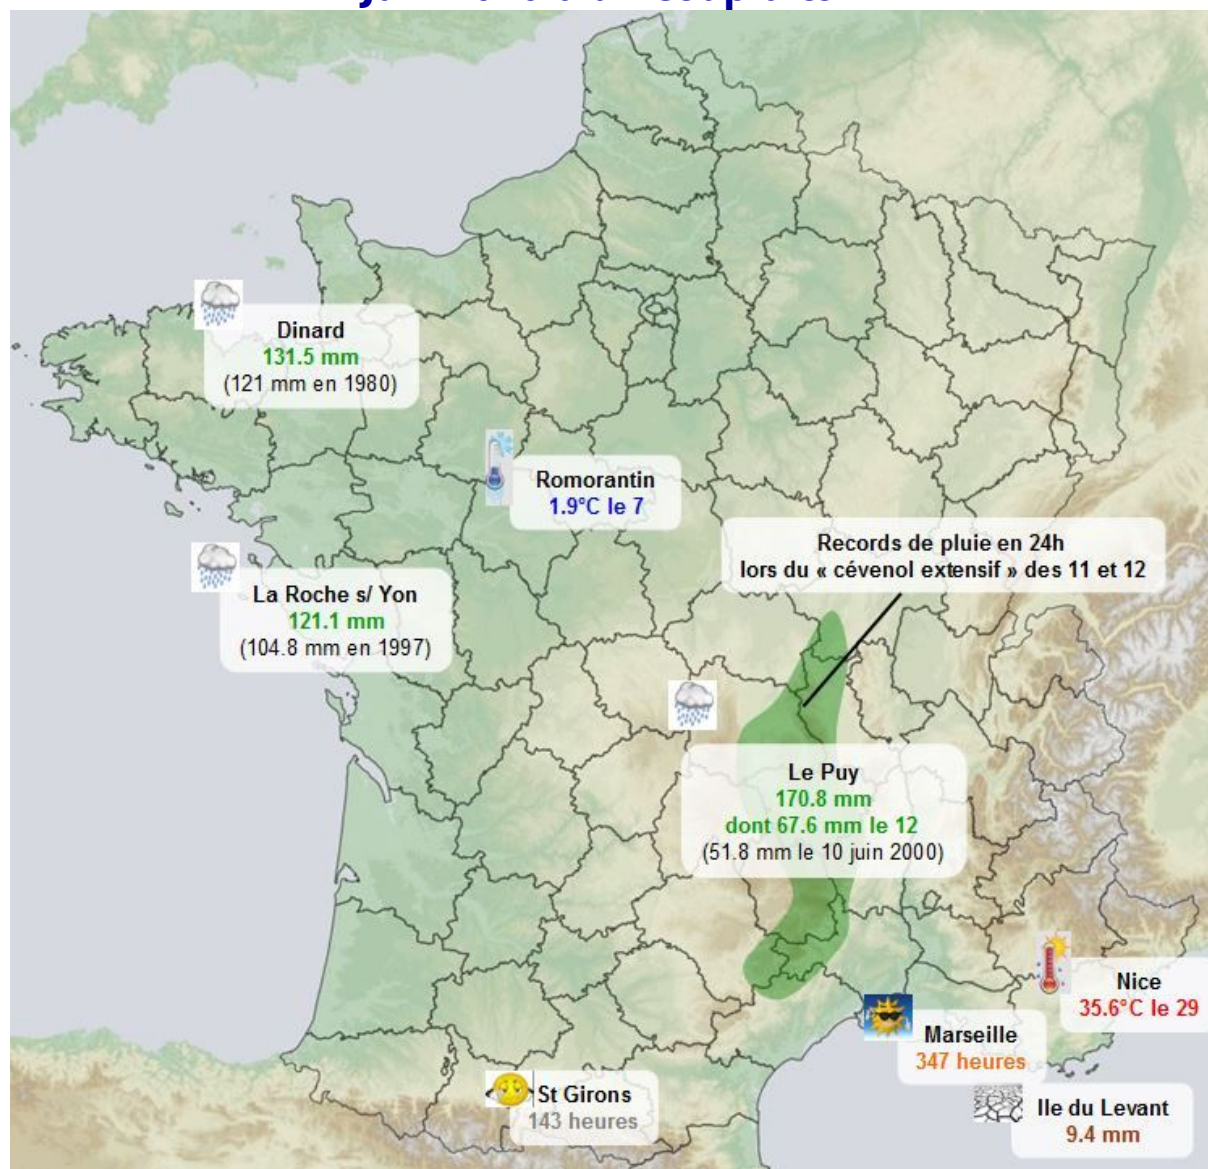 Dinard
131.5 mm
(121 mm en 1980)
Romorantin
1.9°C le 7
Records de pluie en 24h
lors du « cévenol extensif » des 11 et 12
La Roche s/ Yon
121.1 mm
(104.8 mm en 1997)
Le Puy
170.8 mm
dont 67.6 mm le 12
(51.8 mm le 10 juin 2000)
Nice
35.6°C le 29
Marseille
347 heures
St Girons
143 heures
Ile du Levant
9.4 mm